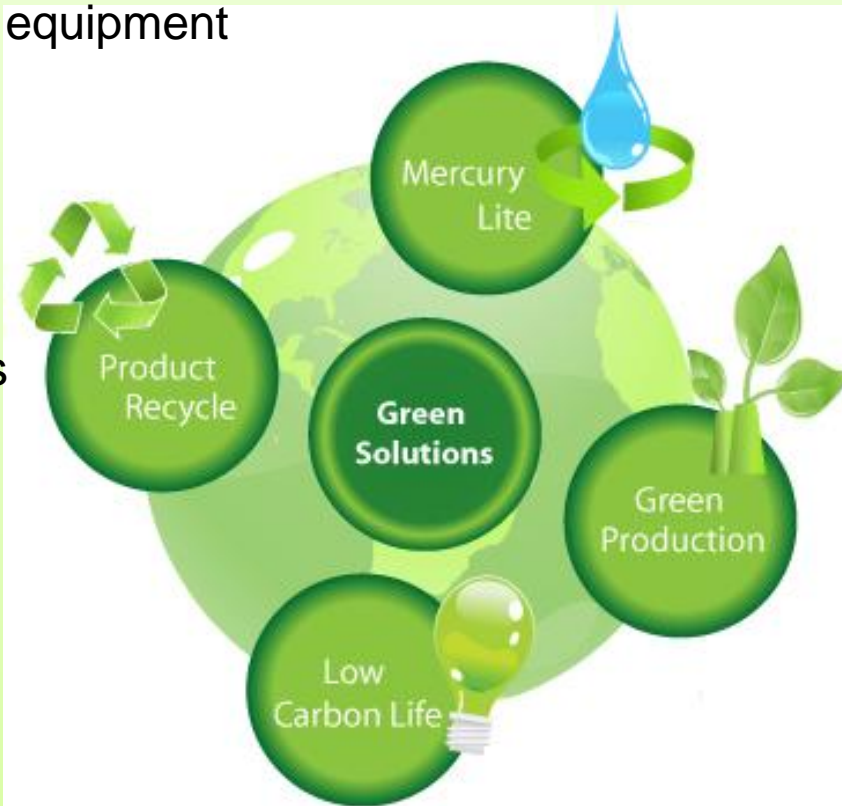 equipment
Mercury
Lite
s
Product
Recycle
Green
Solutions
Green
Production
Low
Carbon Life